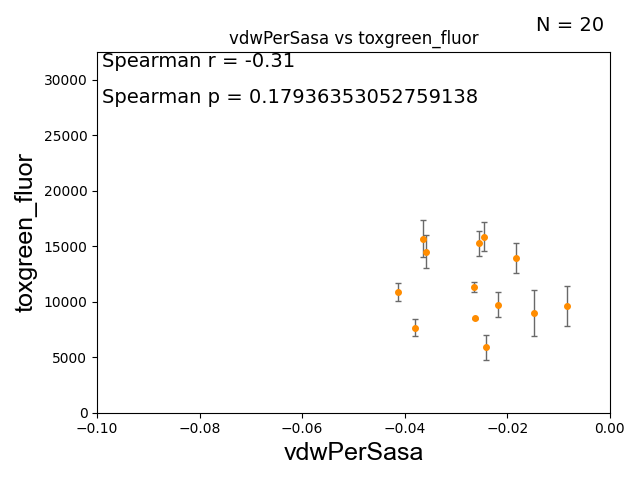 N = 20
vdwPerSasa vs toxgreen_fluor
Spearman r = -0.31
Spearman p = 0.17936353052759138
30000
25000
20000
15000
10000
5000
0
toxgreen_fluor
−0.10
−0.08
−0.06
−0.04
−0.02
0.00
vdwPerSasa